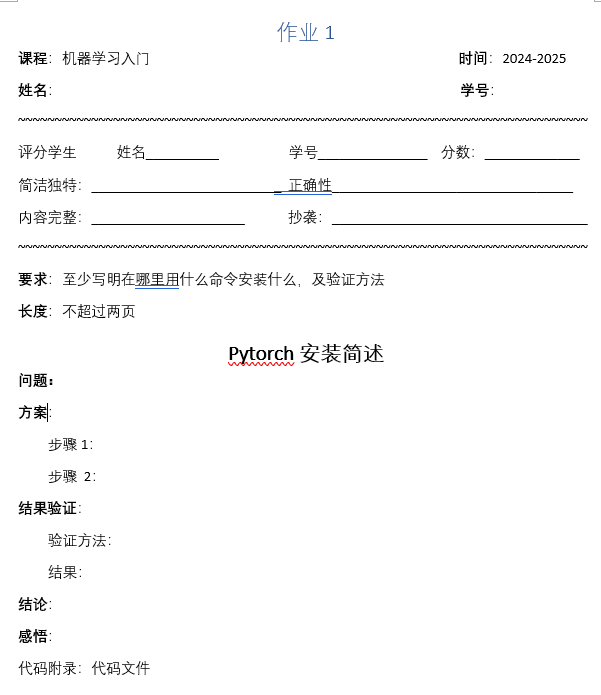 作业 1
课程：机器学习入门 时间：2024-2025
姓名： 学号：
~~~~~~~~~~~~~~~~~~~~~~~~~~~~~~~~~~~~~~~~~~~~~~~~~~~~~~~~~~~~~~~~~~~~~~~~~~~~~~
评分学生 姓名__________ 学号_______________ 分数：_____________
简洁独特：__________________________ 正确性_________________________________
内容完整：_____________________ 抄袭：___________________________________
~~~~~~~~~~~~~~~~~~~~~~~~~~~~~~~~~~~~~~~~~~~~~~~~~~~~~~~~~~~~~~~~~~~~~~~~~~~~~~
要求：至少写明在哪里用什么命令安装什么，及验证方法
长度：不超过两页
Pytorch 安装简述
问题：
方案：
步骤 1：
步骤 2：
结果验证：
验证方法：
结果：
结论：
感悟：
代码附录：代码文件